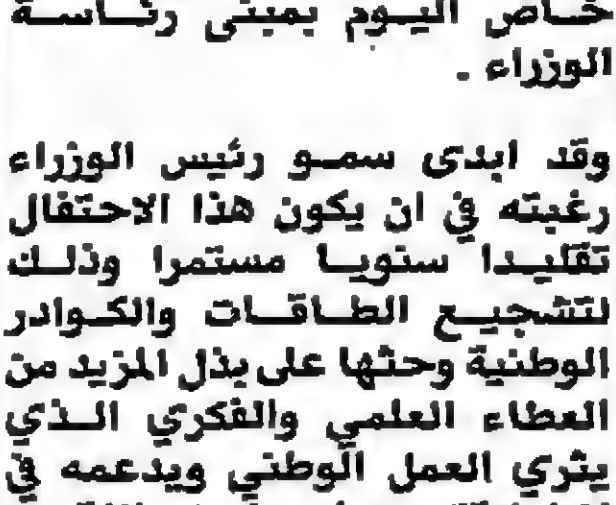 خاص اليوم بمبنى رئاسة
الوزراء .
وقد ابدى سمو رئيس الوزراء
رغبته في ان يكون هذا الاحتفال
تقليدا سنويا مستمرا وذلك
لتشجيع الطاقات والكوادر
الوطنية وحثها على بذل المزيد من
العطاء العلمي والفكري الذي
يثري العمل الوطني ويدعمه في